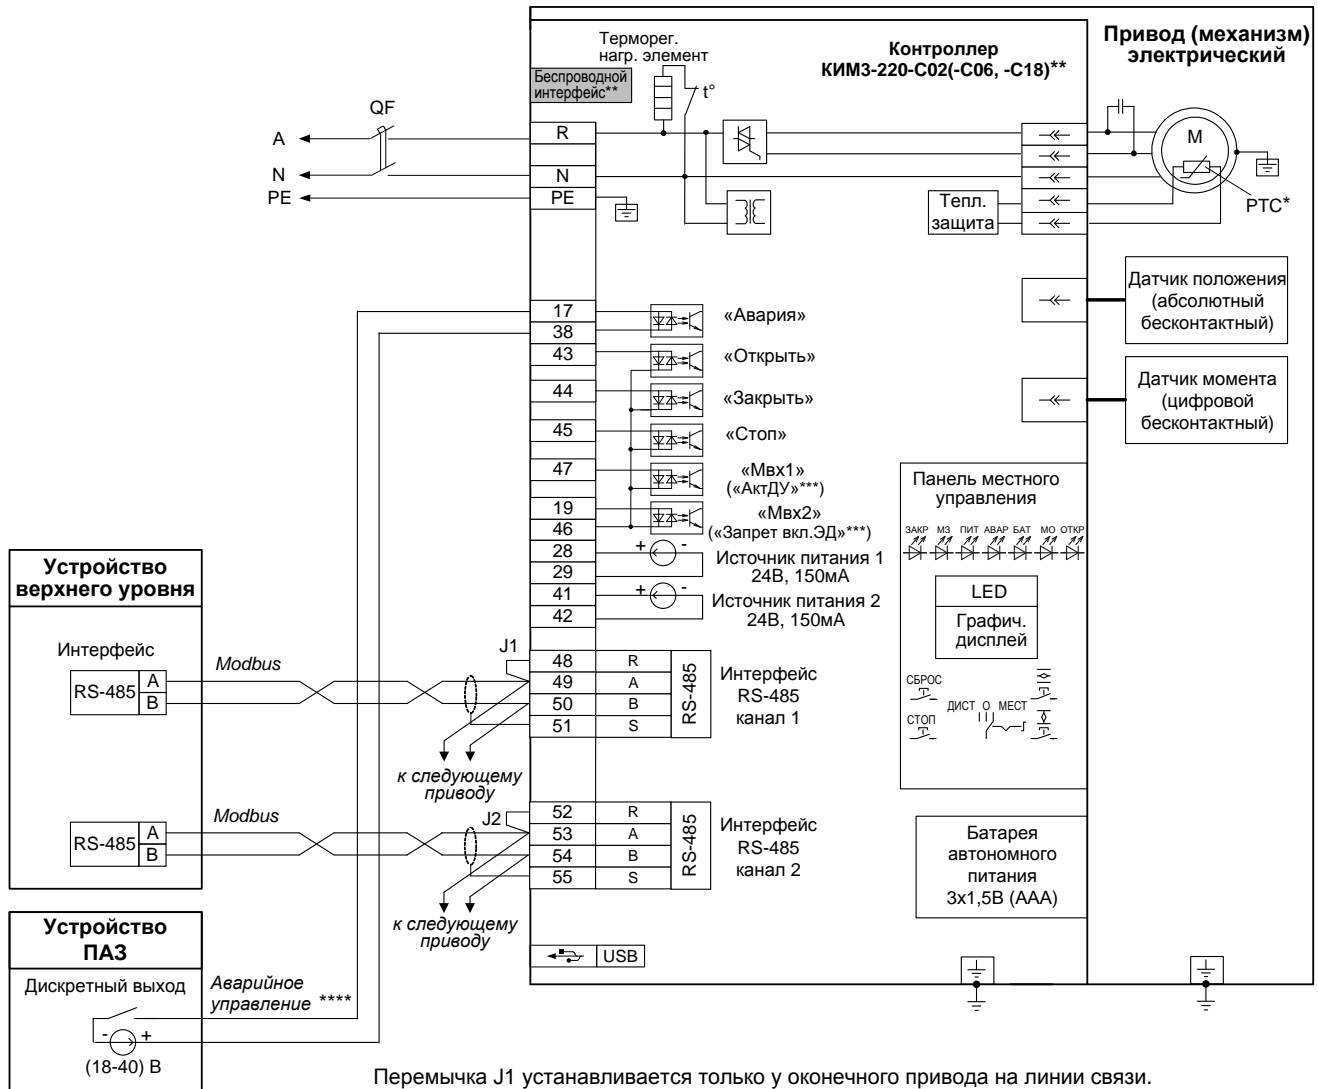 Привод (механизм)
электрический
Контроллер
КИМ3-220-С02(-С06, -С18)**
Терморег.
нагр. элемент
Беспроводной
интерфейс**
t°
QF
A
N
PE
R
N
PE
M
PTC*
Тепл.
защита
Датчик положения
(абсолютный
бесконтактный)
Датчик момента
(цифровой
бесконтактный)
17
38
43
44
45
47
19
46
28
29
41
42
«Авария»
«Открыть»
«Закрыть»
«Стоп»
«Мвх1»
(«АктДУ»***)
«Мвх2»
(«Запрет вкл.ЭД»***)
+ -
Источник питания 1
24В, 150мА
+ -
Источник питания 2
24В, 150мА
Панель местного
управления
ЗАКР МЗ ПИТ АВАР БАТ МО ОТКР
LED
Графич.
дисплей
СБРОС
СТОП
ДИСТ О МЕСТ
Устройство
верхнего уровня
Интерфейс
RS-485
A
B
Modbus
J1
48 R
49 A
50 B
51 S
RS-485
Интерфейс
RS-485
канал 1
к следующему
приводу
RS-485
A
B
Modbus
J2
52 R
53 A
54 B
55 S
RS-485
Интерфейс
RS-485
канал 2
к следующему
приводу
Батарея
автономного
питания
3x1,5В (ААА)
USB
Устройство
ПАЗ
Дискретный выход
- +
(18-40) В
Аварийное
управление ****
Перемычка J1 устанавливается только у оконечного привода на линии связи.